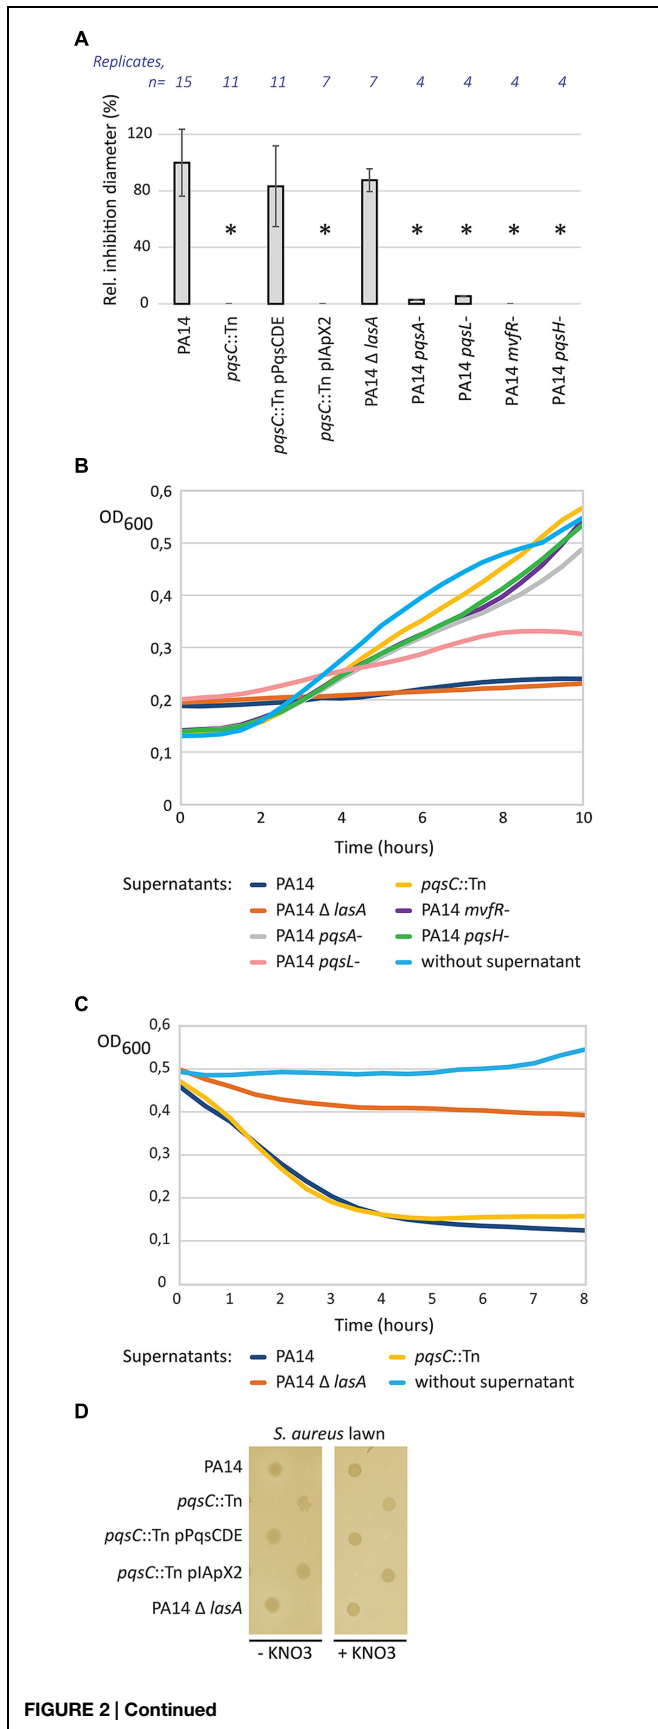 A
Replicates,
n= 15 11 11 7 7 4 4 4 4
Rel. inhibition diameter (%)
120
80
40
0
* * * * * *
PA14
pqsC::Tn
pqsC::Tn pPqsCDE
pqsC::Tn pIApX2
PA14 Δ lasA
PA14 pqsA-
PA14 pqsL-
PA14 mvfR-
PA14 pqsH-
B
OD600
0,6
0,5
0,4
0,3
0,2
0,1
0
0 2 4 6 8 10
Time (hours)
Supernatants: PA14 pqsC::Tn
PA14 Δ lasA PA14 mvfR-
PA14 pqsA- PA14 pqsH-
PA14 pqsL- without supernatant
C
OD600
0,6
0,5
0,4
0,3
0,2
0,1
0
0 1 2 3 4 5 6 7 8
Time (hours)
Supernatants: PA14 pqsC::Tn
PA14 Δ lasA without supernatant
D
S. aureus lawn
PA14
pqsC::Tn
pqsC::Tn pPqsCDE
pqsC::Tn pIApX2
PA14 Δ lasA
- KNO3 + KNO3
FIGURE 2 | Continued